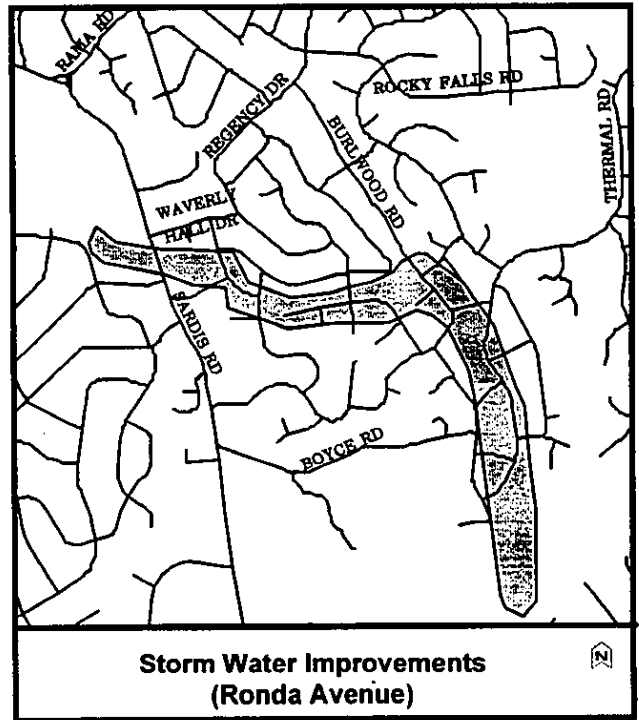 RAMA RD
ROCKY FALLS RD
REGENCY DR
THERMAL RD
BURLWOOD RD
WAVERLY
HALL DR
SARDIS RD
BOYCE RD
Storm Water Improvements
(Ronda Avenue)
N